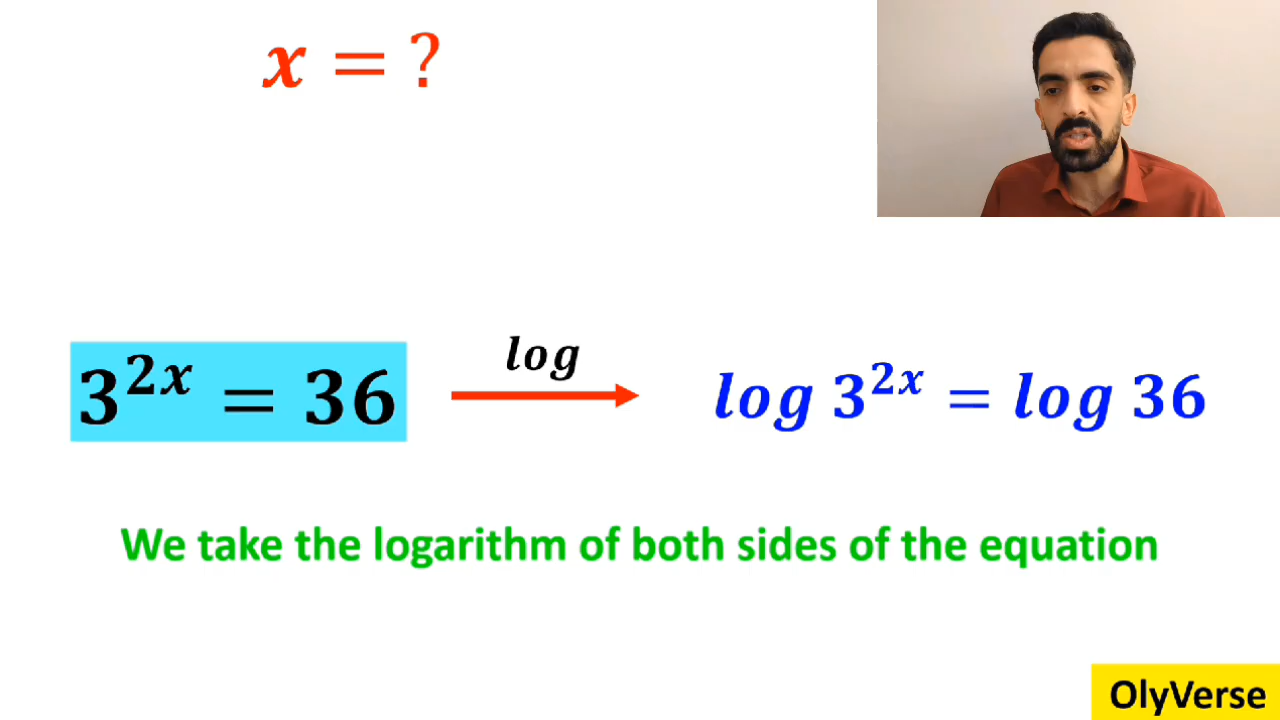 x = ?
log
3^{2x} = 36
log 3^{2x} = log 36
We take the logarithm of both sides of the equation
OlyVerse